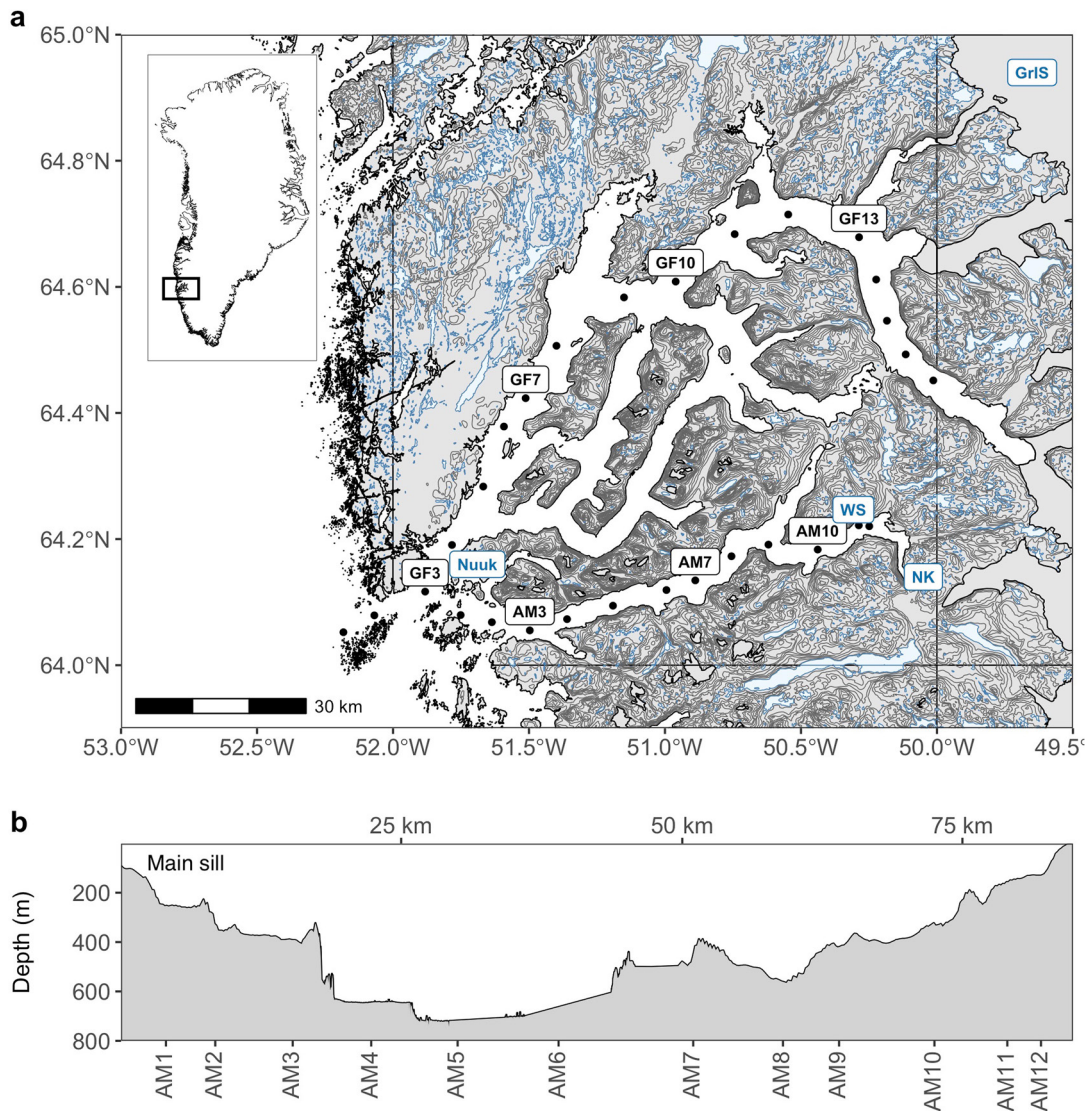 a
65.0°N
64.8°N
64.6°N
64.4°N
64.2°N
64.0°N
GrIS
GF13
GF10
GF7
WS
AM10
Nuuk
GF3
AM7
NK
AM3
30 km
53.0°W
52.5°W
52.0°W
51.5°W
51.0°W
50.5°W
50.0°W
49.5°
b
25 km
50 km
75 km
Main sill
Depth (m)
200
400
600
800
AM1
AM2
AM3
AM4
AM5
AM6
AM7
AM8
AM9
AM10
AM11
AM12